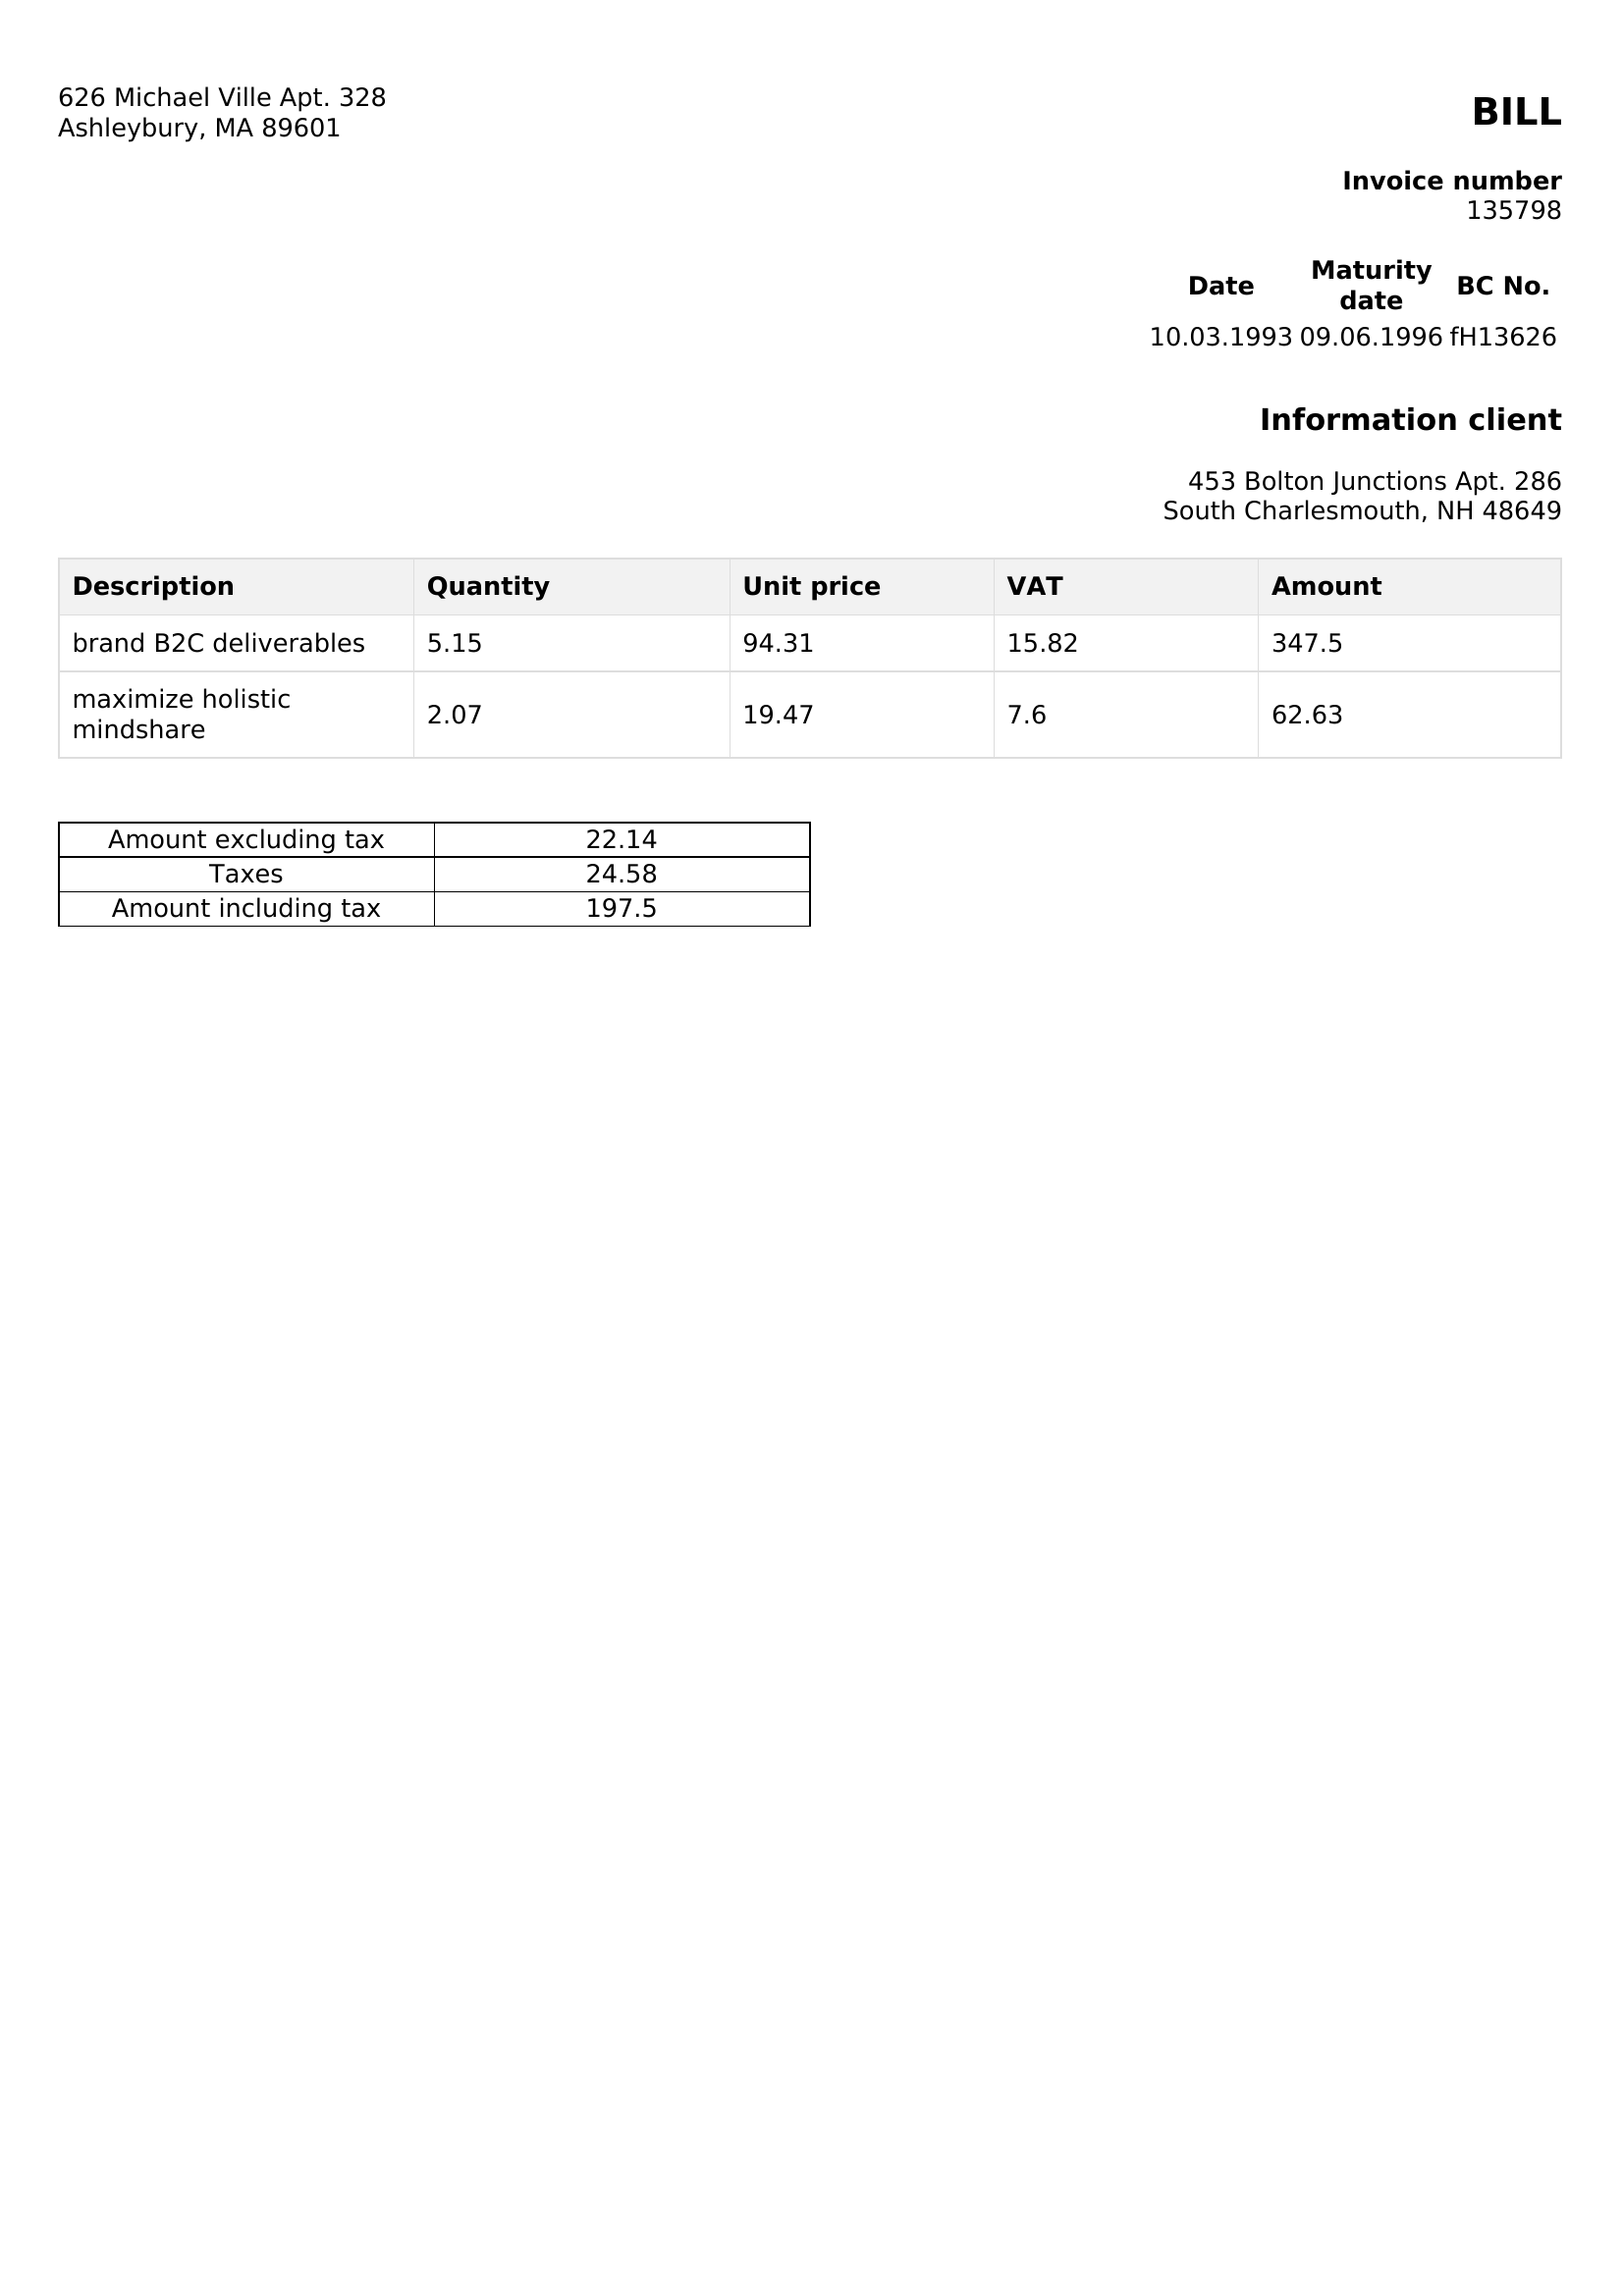 626 Michael Ville Apt. 328
Ashleybury, MA 89601
BILL
Invoice number
135798
Date Maturity date BC No.
10.03.1993 09.06.1996 fH13626
Information client
453 Bolton Junctions Apt. 286
South Charlesmouth, NH 48649
Description Quantity Unit price VAT Amount
brand B2C deliverables 5.15 94.31 15.82 347.5
maximize holistic mindshare 2.07 19.47 7.6 62.63
Amount excluding tax 22.14
Taxes 24.58
Amount including tax 197.5